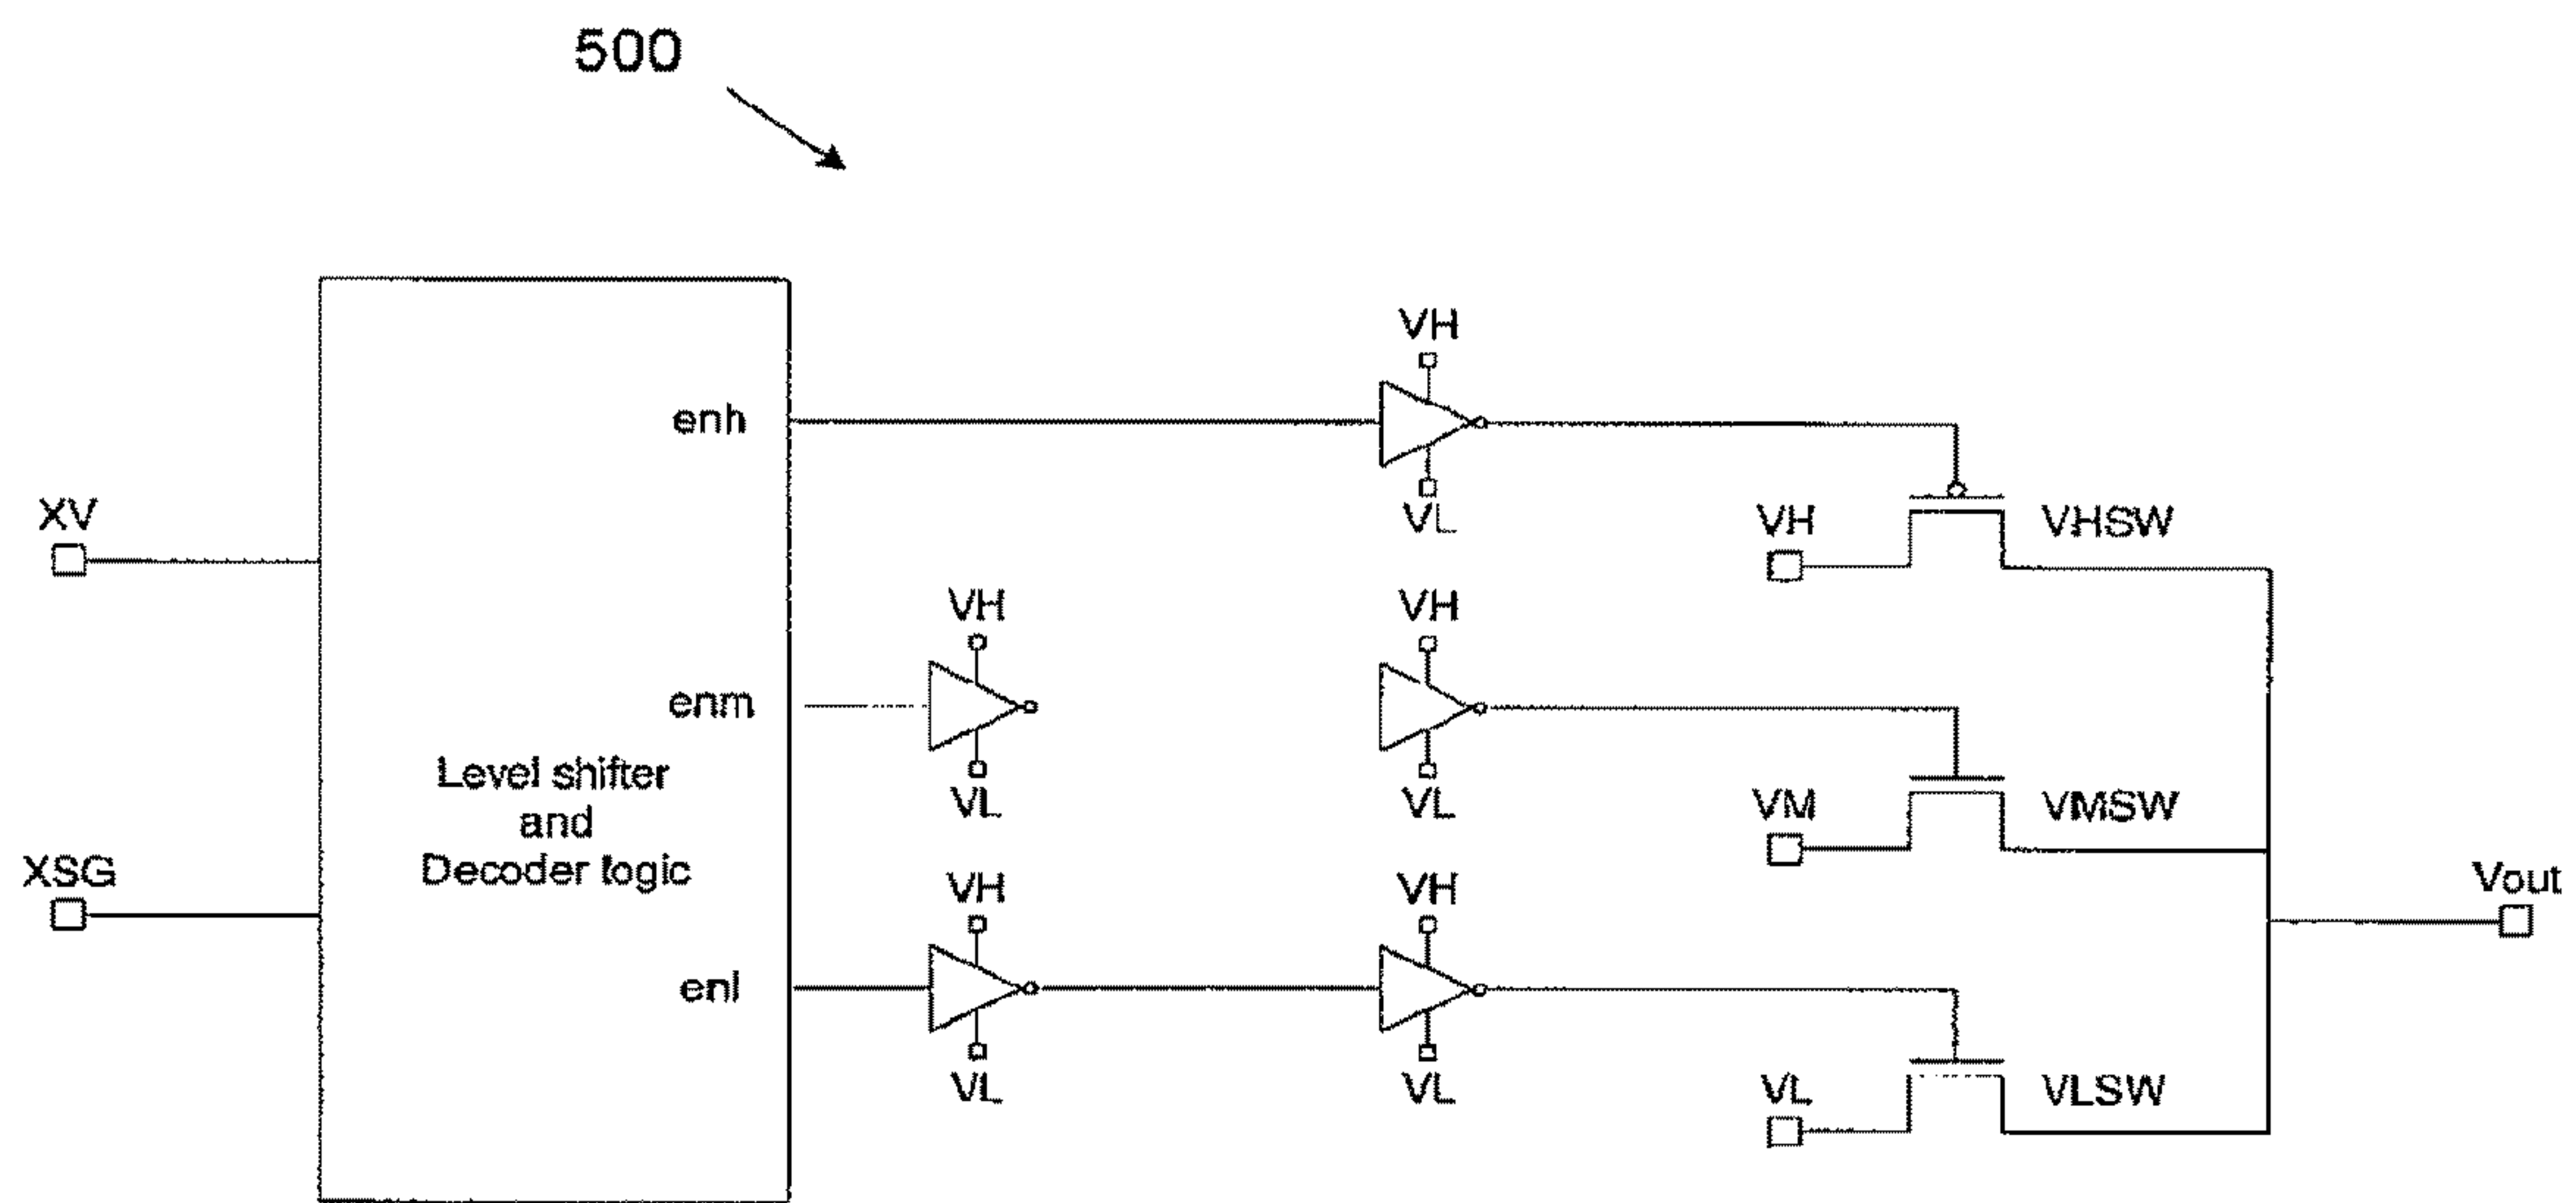 500
VH
enh
XV
VL
VH
VHSW
VH
VH
enm
Level shifter
and
Decoder logic
VL
VL
VM
VMSW
XSG
VH
VH
Vout
enl
VL
VL
VL
VLSW